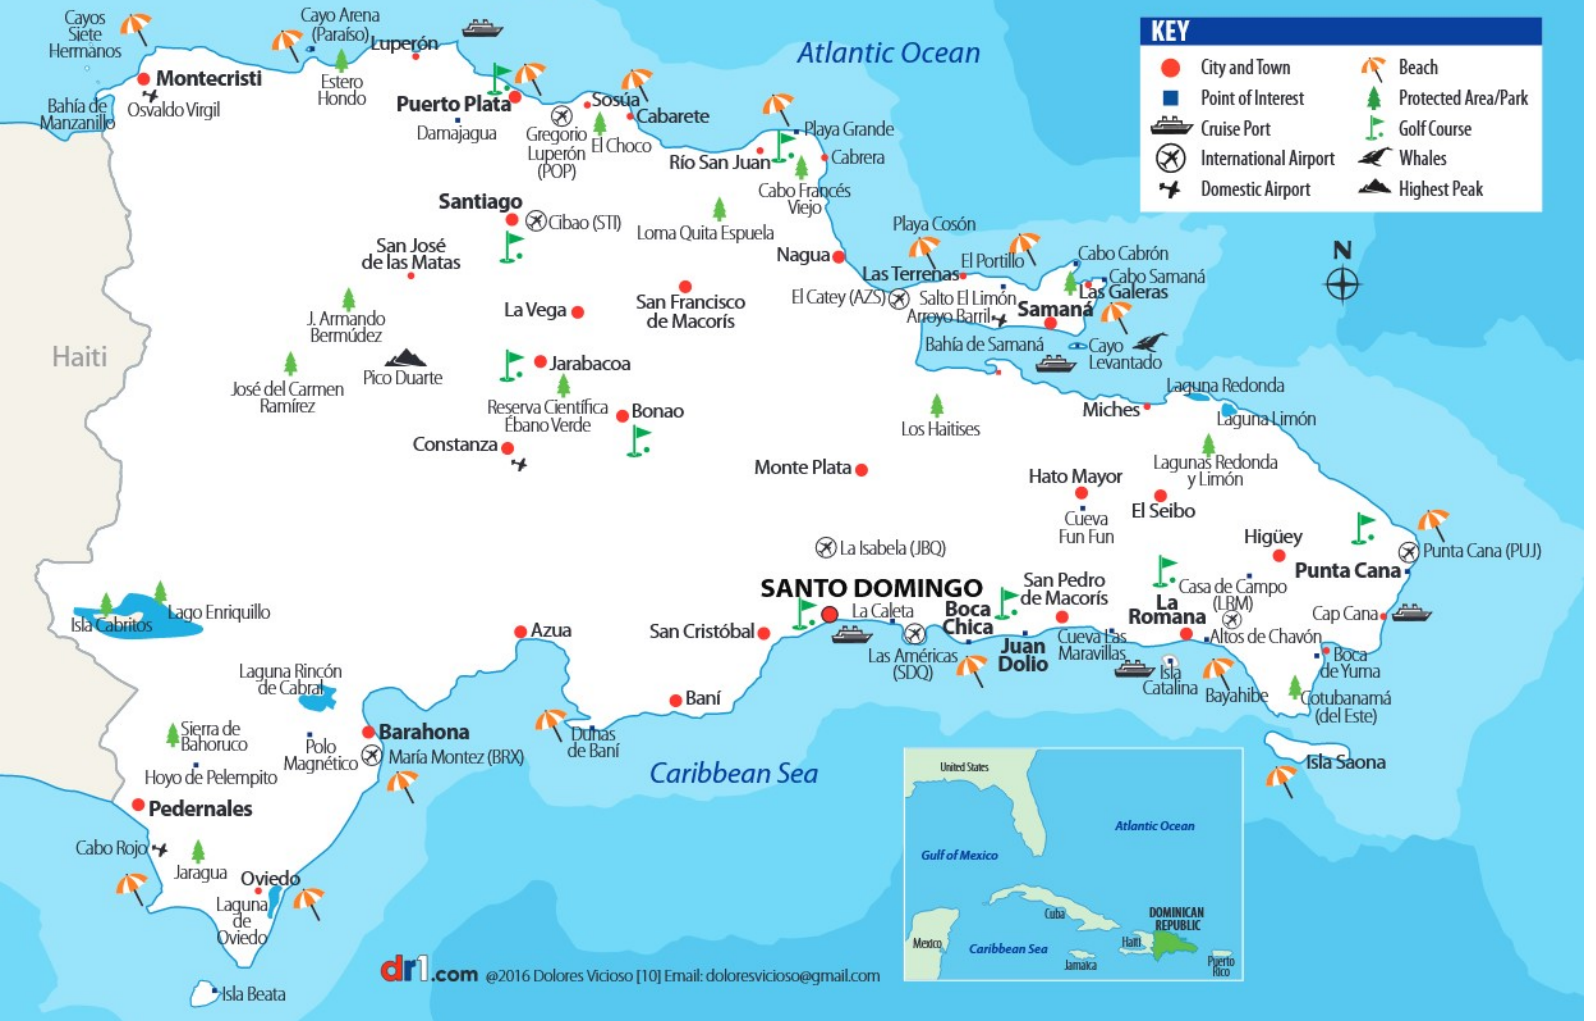 Cayos
Siete
Hermanos
Cayo Arena
(Paraíso)
Luperón
Atlantic Ocean
KEY
City and Town
Point of Interest
Cruise Port
International Airport
Domestic Airport
Beach
Protected Area/Park
Golf Course
Whales
Highest Peak
Montecristi
Osvaldo Virgil
Bahía de
Manzanillo
Estero
Hondo
Puerto Plata
Damajagua
Sosúa
Cabarete
Gregorio
Luperón
(POP)
El Choco
Playa Grande
Río San Juan
Cabrera
Cabo Francés
Viejo
Santiago
Cibao (STI)
Loma Quita Espuela
San José
de las Matas
Nagua
Playa Cosón
Las Terrenas
El Portillo
Cabo Cabrón
Cabo Samaná
Las Galeras
El Catey (AZS)
Salto El Limón
Arroyo Barril
Samaná
N
La Vega
San Francisco
de Macorís
J. Armando
Bermúdez
Bahía de Samaná
Cayo
Levantado
Haiti
Pico Duarte
Jarabacoa
José del Carmen
Ramírez
Reserva Científica
Ébano Verde
Bonao
Constanza
Los Haitises
Miches
Laguna Redonda
Laguna Limón
Lagunas Redonda
y Limón
Monte Plata
Hato Mayor
Cueva
Fun Fun
El Seibo
Higüey
La Isabela (JBQ)
Punta Cana (PUJ)
Punta Cana
SANTO DOMINGO
La Caleta
Boca
Chica
San Pedro
de Macorís
Casa de Campo
(LRM)
La
Romana
Cap Cana
Isla Cabritos
Lago Enriquillo
Azua
San Cristóbal
Las Américas
(SDQ)
Juan
Dolio
Cueva Las
Maravillas
Altos de Chavón
Isla
Catalina
Bayahibe
Boca
de Yuma
Cotubanamá
(del Este)
Laguna Rincón
de Cabral
Baní
Sierra de
Bahoruco
Polo
Magnético
Barahona
María Montez (BRX)
Dunas
de Baní
Hoyo de Pelempito
Caribbean Sea
Isla Saona
Pedernales
Cabo Rojo
Jaragua
Oviedo
Laguna
de
Oviedo
Isla Beata
dr1.com @2016 Dolores Vicioso [10] Email: doloresvicioso@gmail.com
United States
Atlantic Ocean
Gulf of Mexico
Cuba
DOMINICAN
REPUBLIC
Mexico
Caribbean Sea
Haiti
Jamaica
Puerto
Rico